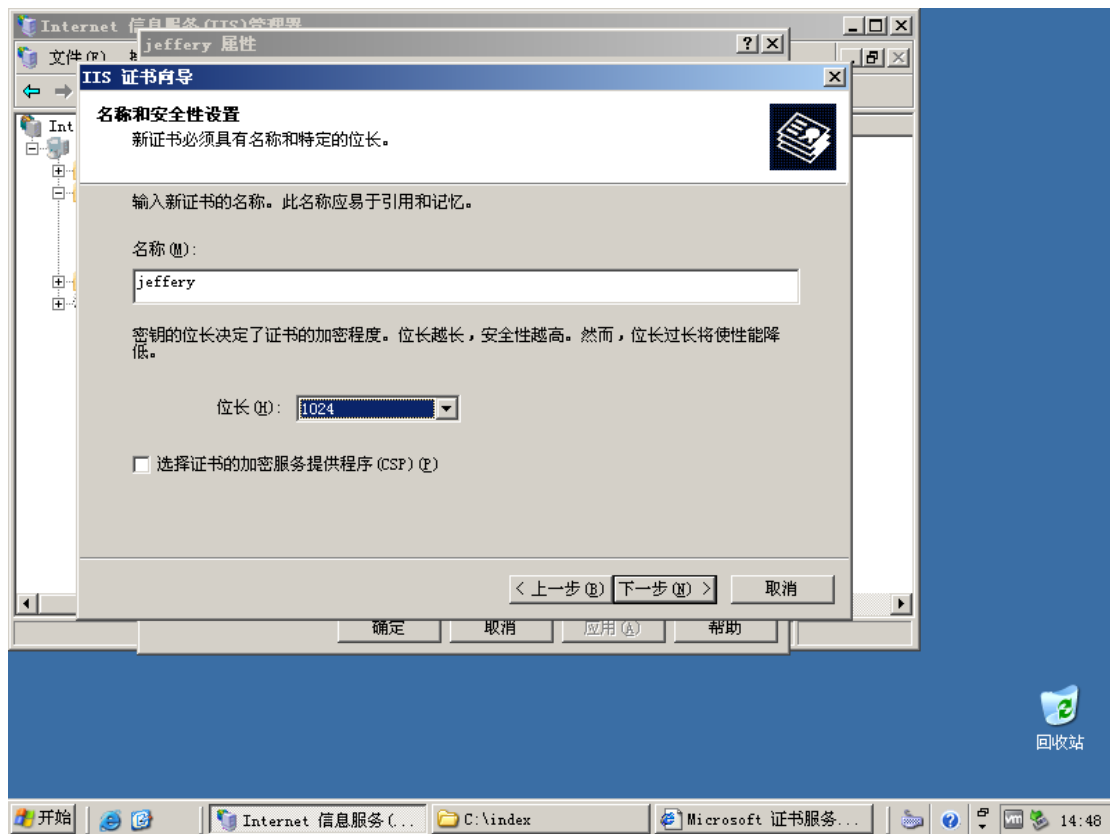 Internet 信息服务(IIS)管理器
jeffery 属性
文件(F)
IIS 证书向导
名称和安全性设置
新证书必须具有名称和特定的位长。
Int
输入新证书的名称。此名称应易于引用和记忆。
名称(M):
jeffery
密钥的位长决定了证书的加密程度。位长越长，安全性越高。然而，位长过长将使性能降
低。
位长(H): 1024
选择证书的加密服务提供程序(CSP)(P)
< 上一步(B) 下一步(N) > 取消
确定 取消 应用(A) 帮助
回收站
开始 Internet 信息服务(... C:\index Microsoft 证书服务... 14:48